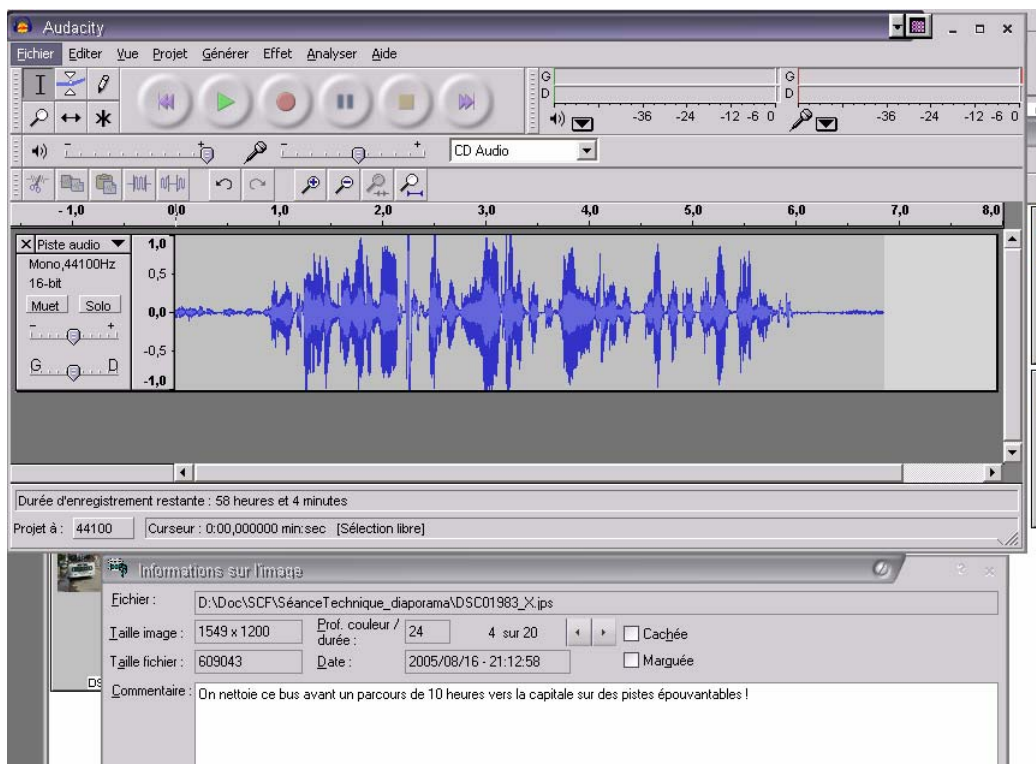 Audacity
Fichier Editer Vue Projet Générer Effet Analyser Aide
G
D
-36 -24 -12 -6 0
G
D
-36 -24 -12 -6 0
- + - + CD Audio
- 1,0 0,0 1,0 2,0 3,0 4,0 5,0 6,0 7,0 8,0
X Piste audio
Mono,44100Hz
16-bit
Muet Solo
- +
G D
1,0
0,5
0,0
-0,5
-1,0
Durée d'enregistrement restante : 58 heures et 4 minutes
Projet à : 44100 Curseur : 0:00,000000 min:sec [Sélection libre]
Informations sur l'image
Fichier : D:\Doc\SCF\SéanceTechnique_diaporama\DSC01983_X.jps
Taille image : 1549 x 1200 Prof. couleur / durée : 24 4 sur 20 Cachée
Taille fichier : 609043 Date : 2005/08/16 - 21:12:58 Marguée
DS
Commentaire : On nettoie ce bus avant un parcours de 10 heures vers la capitale sur des pistes épouvantables !